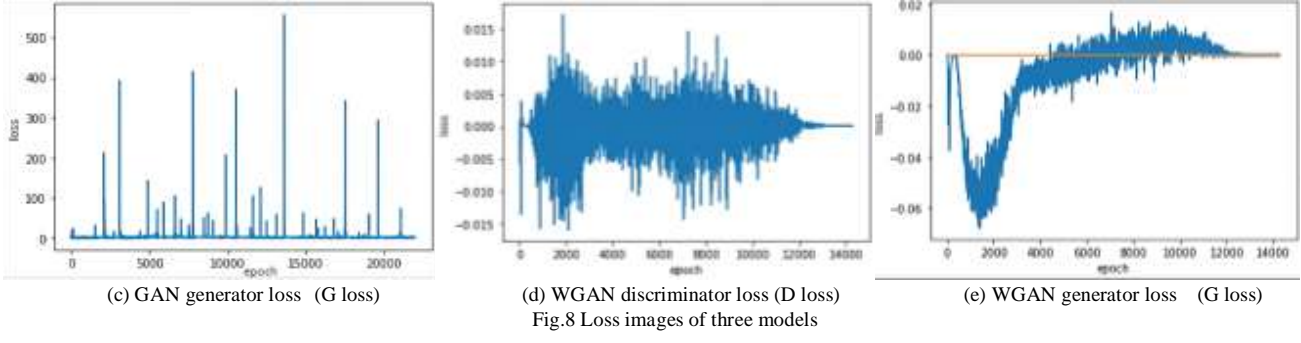 500
400
300
200
100
0
loss
0 5000 10000 15000 20000
epoch
0.015
0.010
0.005
0.000
−0.005
−0.010
−0.015
loss
0 2000 4000 6000 8000 10000 12000 14000
epoch
0.02
0.00
−0.02
−0.04
−0.06
loss
0 2000 4000 6000 8000 10000 12000 14000
epoch
(c) GAN generator loss (G loss)
(d) WGAN discriminator loss (D loss)
(e) WGAN generator loss (G loss)
Fig.8 Loss images of three models